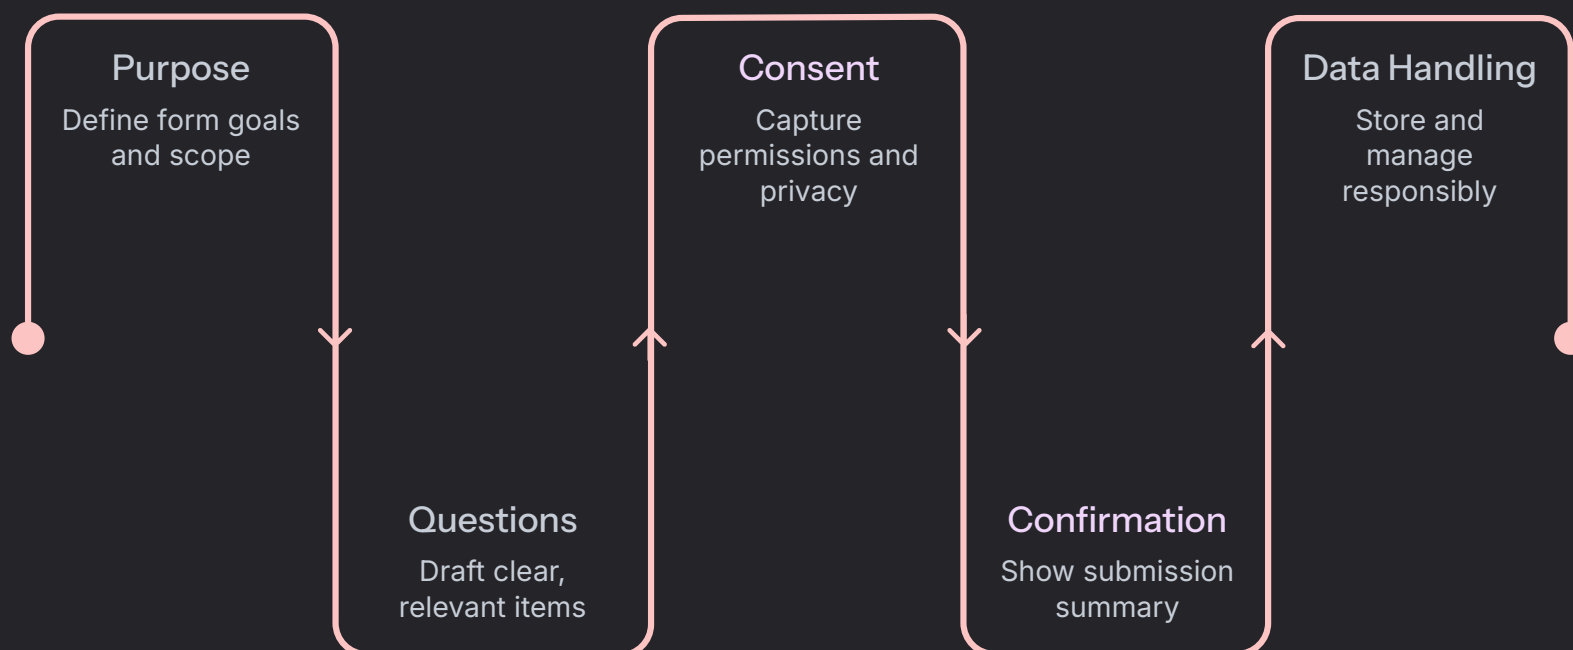 Purpose
Define form goals
and scope
Questions
Draft clear,
relevant items
Consent
Capture
permissions and
privacy
Confirmation
Show submission
summary
Data Handling
Store and
manage
responsibly